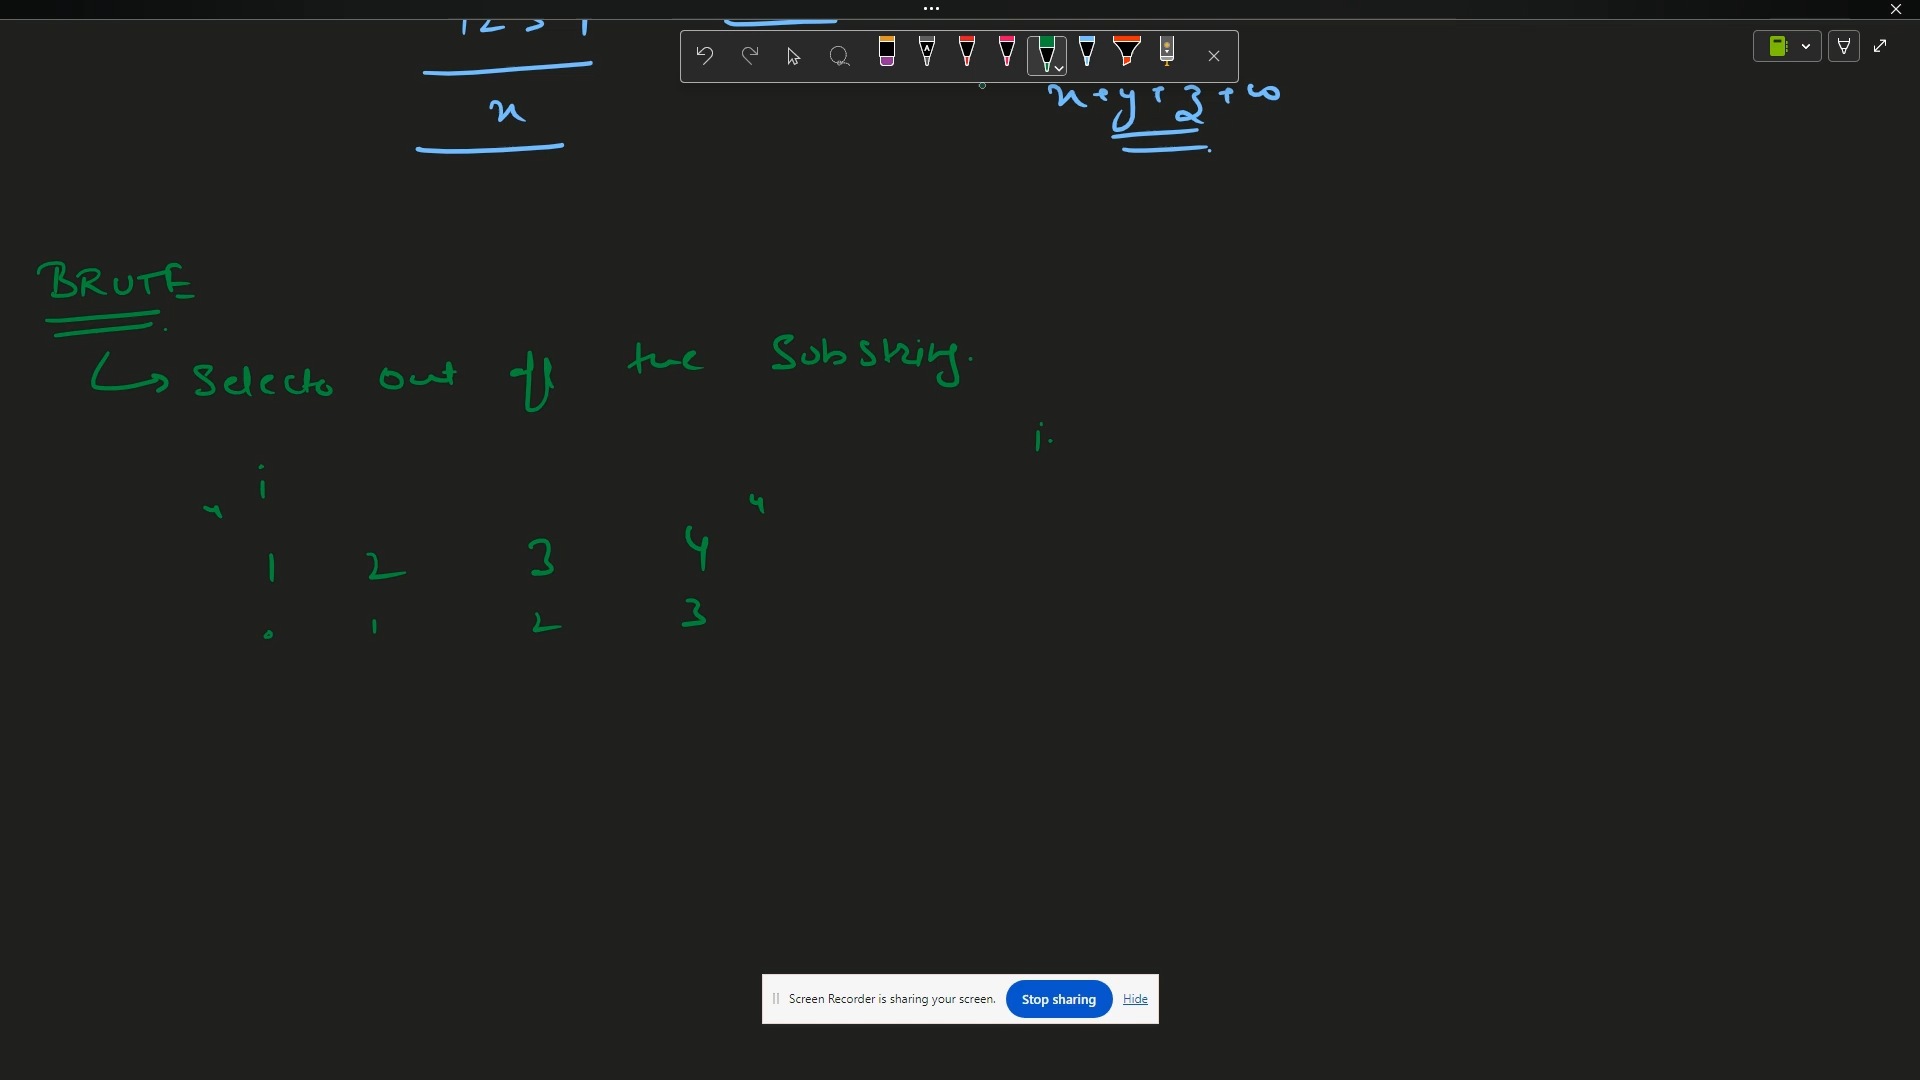 x
x + y + z + w
BRUTE
↳ Selecto out off the Substring.
i.
i
" "
1 2 3 4
0 1 2 3
Screen Recorder is sharing your screen. Stop sharing Hide